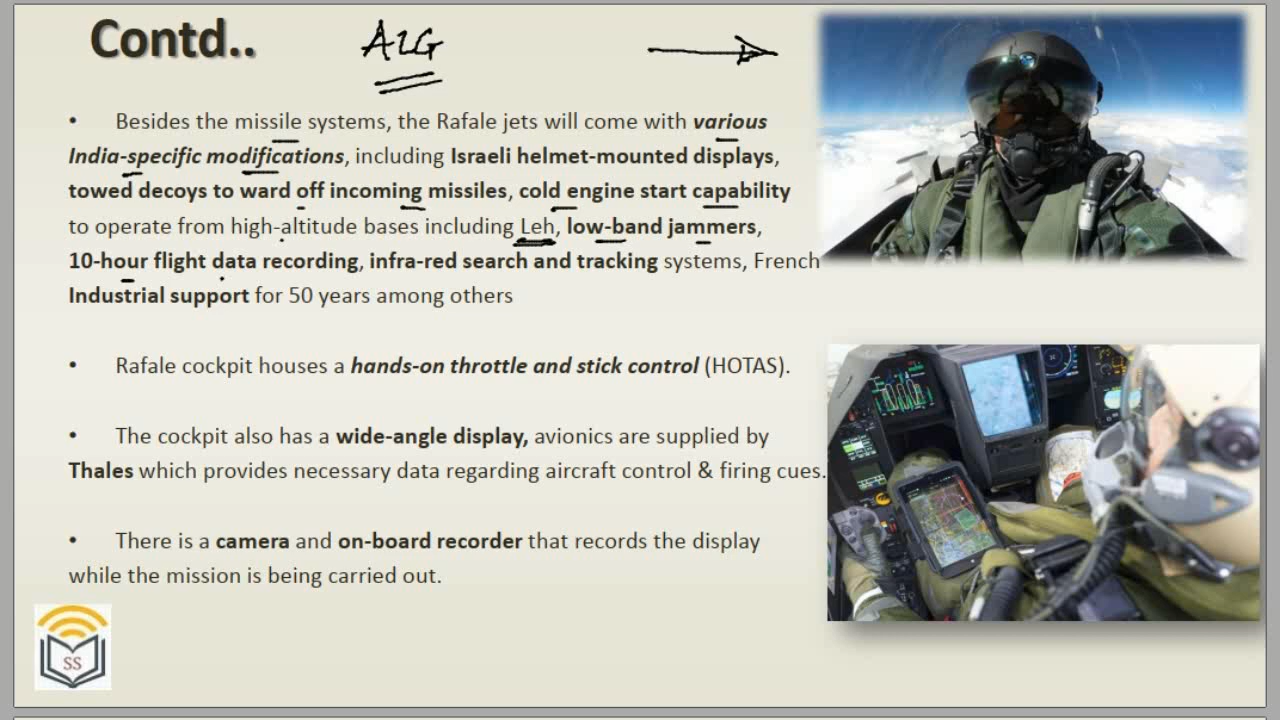 Contd..
ALG
• Besides the missile systems, the Rafale jets will come with various
India-specific modifications, including Israeli helmet-mounted displays,
towed decoys to ward off incoming missiles, cold engine start capability
to operate from high-altitude bases including Leh, low-band jammers,
10-hour flight data recording, infra-red search and tracking systems, French
Industrial support for 50 years among others
• Rafale cockpit houses a hands-on throttle and stick control (HOTAS).
• The cockpit also has a wide-angle display, avionics are supplied by
Thales which provides necessary data regarding aircraft control & firing cues.
• There is a camera and on-board recorder that records the display
while the mission is being carried out.
SS